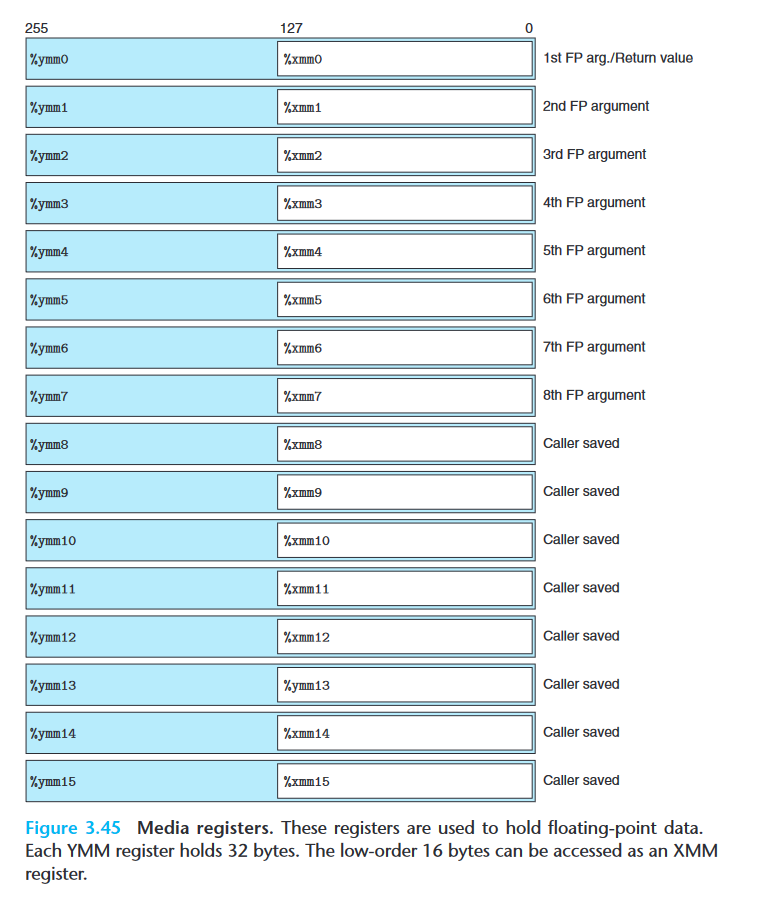 255 127 0
%ymm0 %xmm0 1st FP arg./Return value
%ymm1 %xmm1 2nd FP argument
%ymm2 %xmm2 3rd FP argument
%ymm3 %xmm3 4th FP argument
%ymm4 %xmm4 5th FP argument
%ymm5 %xmm5 6th FP argument
%ymm6 %xmm6 7th FP argument
%ymm7 %xmm7 8th FP argument
%ymm8 %xmm8 Caller saved
%ymm9 %xmm9 Caller saved
%ymm10 %xmm10 Caller saved
%ymm11 %xmm11 Caller saved
%ymm12 %xmm12 Caller saved
%ymm13 %ymm13 Caller saved
%ymm14 %xmm14 Caller saved
%ymm15 %xmm15 Caller saved
Figure 3.45 Media registers. These registers are used to hold floating-point data.
Each YMM register holds 32 bytes. The low-order 16 bytes can be accessed as an XMM
register.